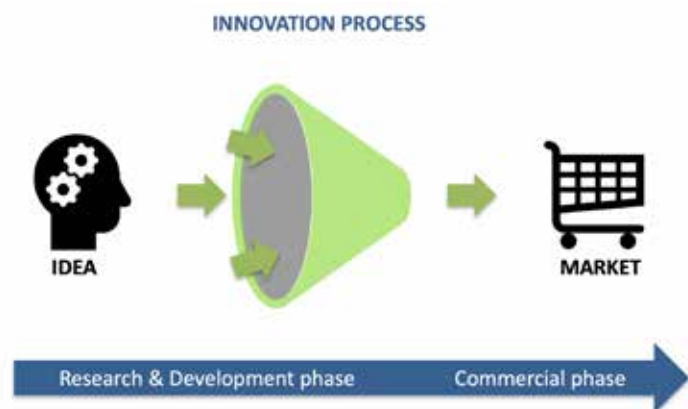 INNOVATION PROCESS
IDEA
MARKET
Research & Development phase
Commercial phase